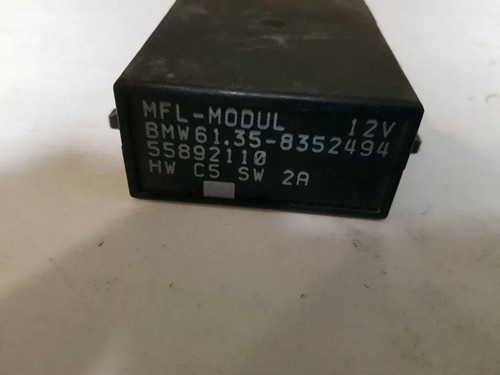 MFL-MODUL 12V
BMW61.35-8352494
55892110
HW C5 SW 2A